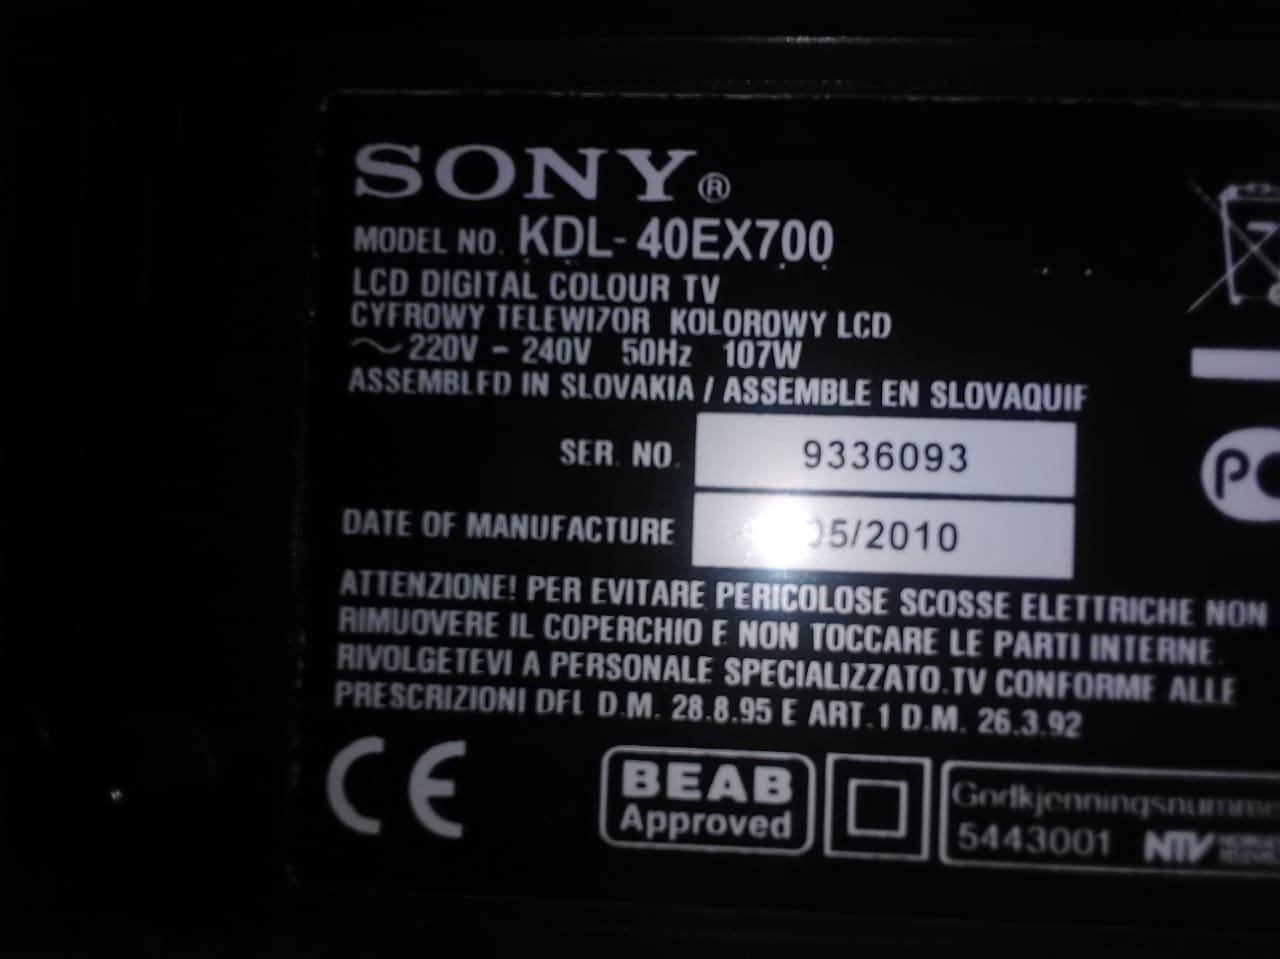 SONY®
MODEL NO. KDL-40EX700
LCD DIGITAL COLOUR TV
CYFROWY TELEWIZOR KOLOROWY LCD
~ 220V - 240V 50Hz 107W
ASSEMBLED IN SLOVAKIA / ASSEMBLE EN SLOVAQUIE
SER. NO. 9336093
DATE OF MANUFACTURE 05/2010
ATTENZIONE! PER EVITARE PERICOLOSE SCOSSE ELETTRICHE NON
RIMUOVERE IL COPERCHIO E NON TOCCARE LE PARTI INTERNE.
RIVOLGETEVI A PERSONALE SPECIALIZZATO.TV CONFORME ALLE
PRESCRIZIONI DEL D.M. 28.8.95 E ART.1 D.M. 26.3.92
CE
BEAB
Approved
5443001